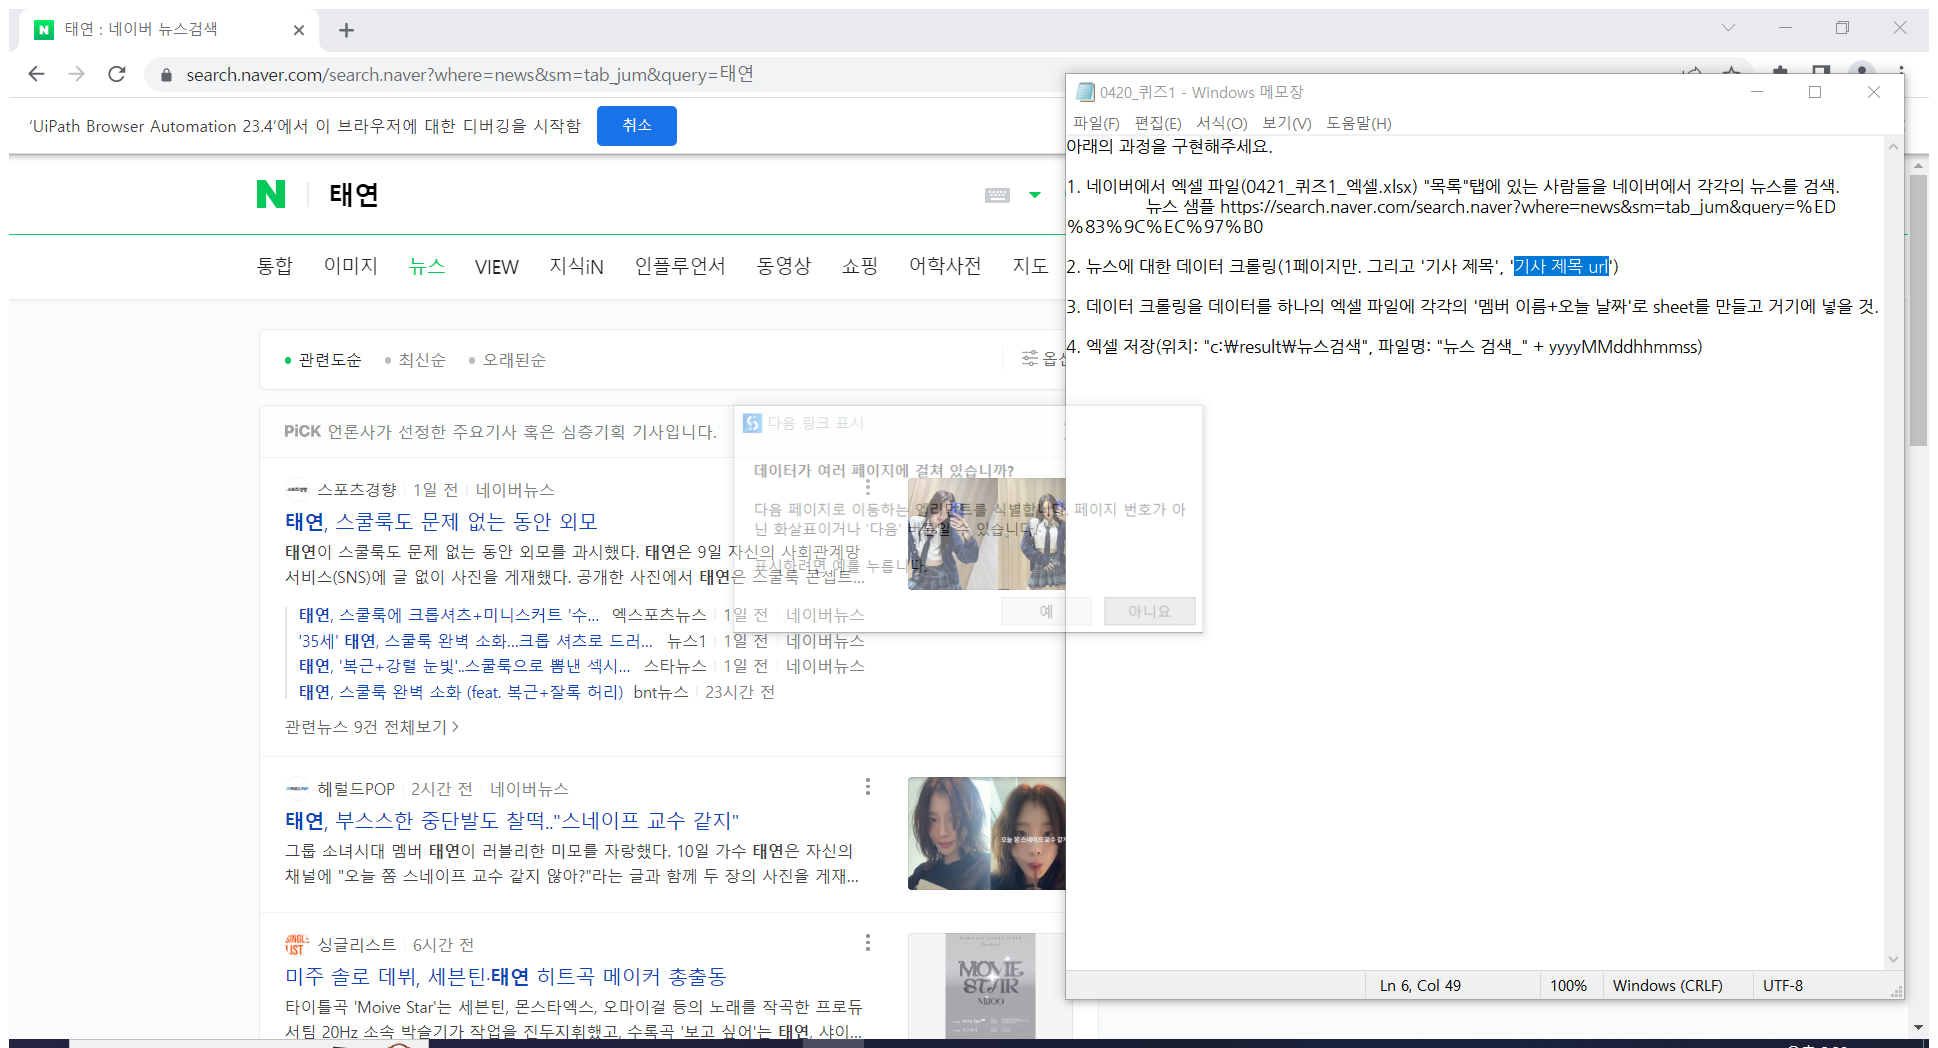 태연 : 네이버 뉴스검색
search.naver.com/search.naver?where=news&sm=tab_jum&query=태연
'UiPath Browser Automation 23.4'에서 이 브라우저에 대한 디버깅을 시작함
취소
N
태연
통합 이미지 뉴스 VIEW 지식iN 인플루언서 동영상 쇼핑 어학사전 지도
관련도순 최신순 오래된순
옵션
PiCK 언론사가 선정한 주요기사 혹은 심층기획 기사입니다.
스포츠경향 1일 전 네이버뉴스
태연, 스쿨룩도 문제 없는 동안 외모
태연이 스쿨룩도 문제 없는 동안 외모를 과시했다. 태연은 9일 자신의 사회관계망
서비스(SNS)에 글 없이 사진을 게재했다. 공개한 사진에서 태연은 스쿨룩 콘셉트...
태연, 스쿨룩에 크롭셔츠+미니스커트 '수... 엑스포츠뉴스 1일 전 네이버뉴스
'35세' 태연, 스쿨룩 완벽 소화...크롭 셔츠로 드러... 뉴스1 1일 전 네이버뉴스
태연, '복근+강렬 눈빛'..스쿨룩으로 뽐낸 섹시... 스타뉴스 1일 전 네이버뉴스
태연, 스쿨룩 완벽 소화 (feat. 복근+잘록 허리) bnt뉴스 23시간 전
관련뉴스 9건 전체보기 >
헤럴드POP 2시간 전 네이버뉴스
태연, 부스스한 중단발도 찰떡.."스네이프 교수 같지"
그룹 소녀시대 멤버 태연이 러블리한 미모를 자랑했다. 10일 가수 태연은 자신의
채널에 "오늘 쫌 스네이프 교수 같지 않아?"라는 글과 함께 두 장의 사진을 게재...
오늘 쫌 스네이프 교수 같지
SINGLE LIST
싱글리스트 6시간 전
미주 솔로 데뷔, 세븐틴·태연 히트곡 메이커 총출동
타이틀곡 'Moive Star'는 세븐틴, 몬스타엑스, 오마이걸 등의 노래를 작곡한 프로듀
서팀 20Hz 소속 박슬기가 작업을 진두지휘했고, 수록곡 '보고 싶어'는 태연, 샤이...
MOVIE
STAR
MIJOO
다음 링크 표시
데이터가 여러 페이지에 걸쳐 있습니까?
다음 페이지로 이동하는 엘리먼트를 식별합니다. 페이지 번호가 아
닌 화살표이거나 '다음' 버튼일 수 있습니다.
표시하려면 예를 누릅니다.
예 아니요
0420_퀴즈1 - Windows 메모장
파일(F) 편집(E) 서식(O) 보기(V) 도움말(H)
아래의 과정을 구현해주세요.
1. 네이버에서 엑셀 파일(0421_퀴즈1_엑셀.xlsx) "목록"탭에 있는 사람들을 네이버에서 각각의 뉴스를 검색.
뉴스 샘플 https://search.naver.com/search.naver?where=news&sm=tab_jum&query=%ED
%83%9C%EC%97%B0
2. 뉴스에 대한 데이터 크롤링(1페이지만. 그리고 '기사 제목', '기사 제목 url')
3. 데이터 크롤링을 데이터를 하나의 엑셀 파일에 각각의 '멤버 이름+오늘 날짜'로 sheet를 만들고 거기에 넣을 것.
4. 엑셀 저장(위치: "c:₩result₩뉴스검색", 파일명: "뉴스 검색_" + yyyyMMddhhmmss)
Ln 6, Col 49 100% Windows (CRLF) UTF-8